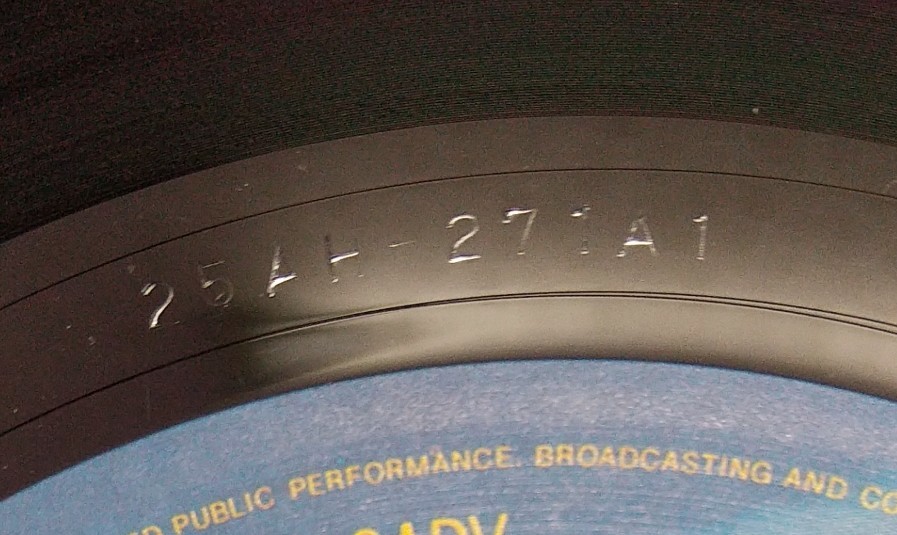 25AH-271A1
PUBLIC PERFORMANCE. BROADCASTING AND